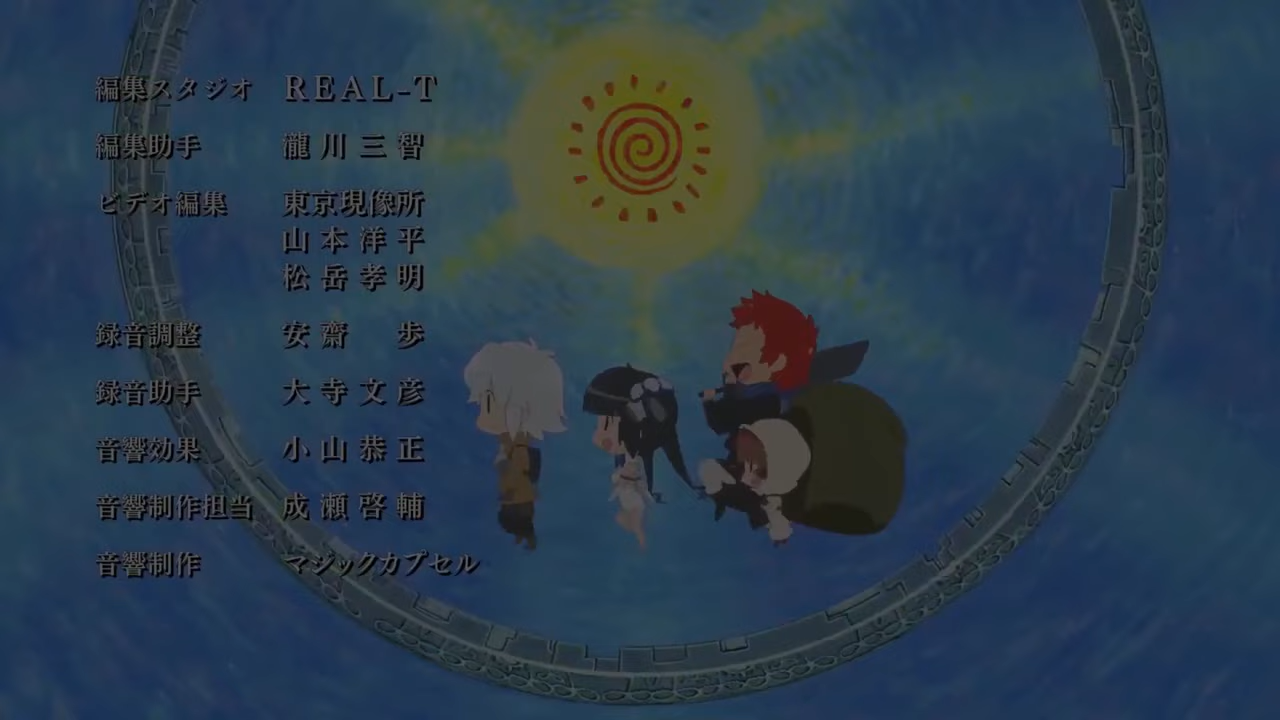 編集スタジオ REAL-T
編集助手 瀧川三智
ビデオ編集 東京現像所
山本洋平
松岳孝明
録音調整 安齋 歩
録音助手 大寺文彦
音響効果 小山恭正
音響制作担当 成瀬啓輔
音響制作 マジックカプセル